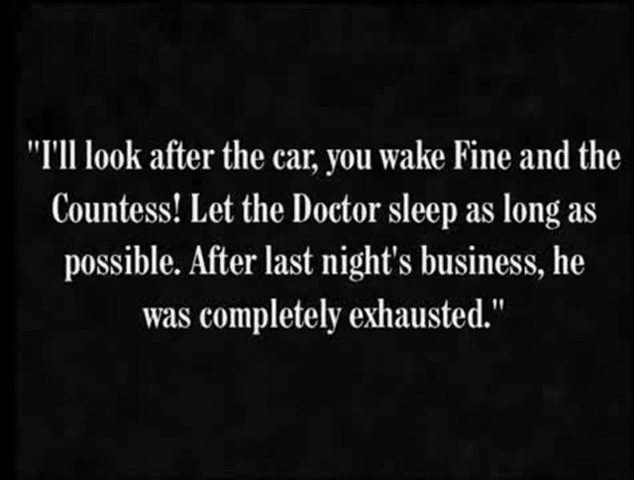 "I'll look after the car, you wake Fine and the
Countess! Let the Doctor sleep as long as
possible. After last night's business, he
was completely exhausted."